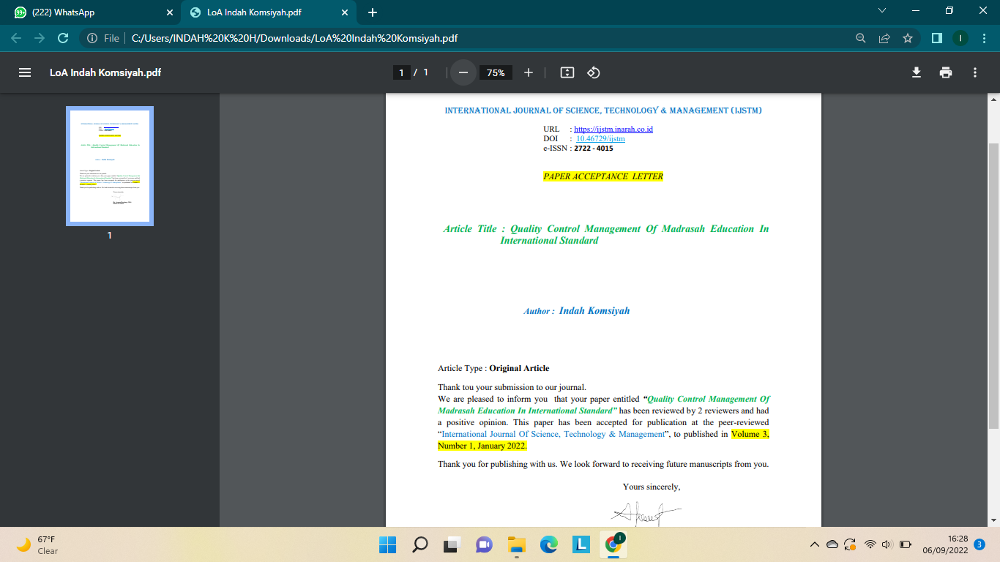 (222) WhatsApp
LoA Indah Komsiyah.pdf
File
C:/Users/INDAH%20K%20H/Downloads/LoA%20Indah%20Komsiyah.pdf
I
LoA Indah Komsiyah.pdf
1 / 1
75%
1
INTERNATIONAL JOURNAL OF SCIENCE, TECHNOLOGY & MANAGEMENT (IJSTM)
URL : https://ijstm.inarah.co.id
DOI : 10.46729/ijstm
e-ISSN : 2722 - 4015
PAPER ACCEPTANCE LETTER
Article Title : Quality Control Management Of Madrasah Education In
International Standard
Author : Indah Komsiyah
Article Type : Original Article
Thank tou your submission to our journal.
We are pleased to inform you that your paper entitled “Quality Control Management Of
Madrasah Education In International Standard” has been reviewed by 2 reviewers and had
a positive opinion. This paper has been accepted for publication at the peer-reviewed
“International Journal Of Science, Technology & Management”, to published in Volume 3,
Number 1, January 2022.
Thank you for publishing with us. We look forward to receiving future manuscripts from you.
Yours sincerely,
67°F
Clear
L
16:28
06/09/2022
3